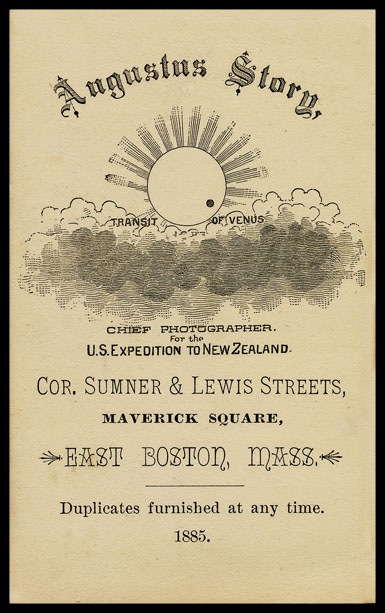 Augustus Story,
TRANSIT OF VENUS
CHIEF PHOTOGRAPHER.
For the
U.S. EXPEDITION TO NEW ZEALAND.
COR. SUMNER & LEWIS STREETS,
MAVERICK SQUARE,
EAST BOSTON, MASS.
Duplicates furnished at any time.
1885.